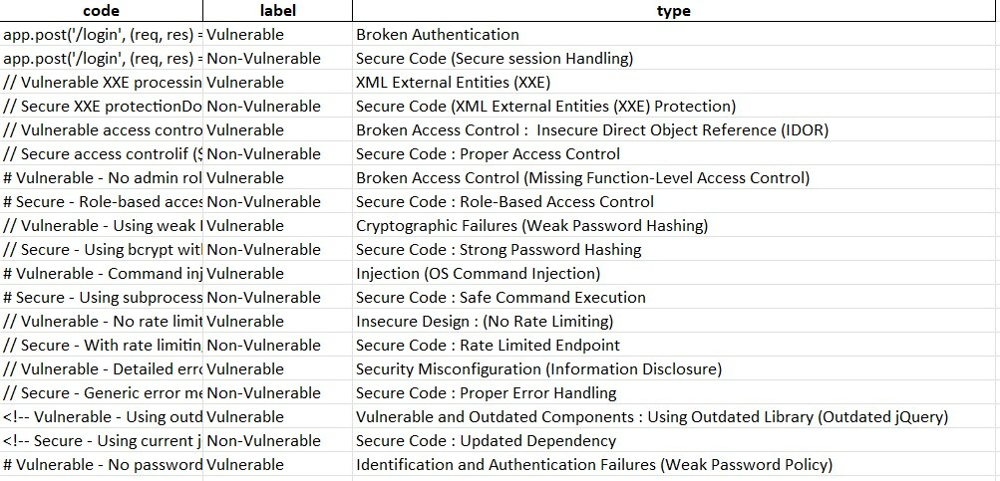 code label type
app.post('/login', (req, res) = Vulnerable Broken Authentication
app.post('/login', (req, res) = Non-Vulnerable Secure Code (Secure session Handling)
// Vulnerable XXE processin Vulnerable XML External Entities (XXE)
// Secure XXE protectionDo Non-Vulnerable Secure Code (XML External Entities (XXE) Protection)
// Vulnerable access contro Vulnerable Broken Access Control :  Insecure Direct Object Reference (IDOR)
// Secure access controlif ($ Non-Vulnerable Secure Code : Proper Access Control
# Vulnerable - No admin rol Vulnerable Broken Access Control (Missing Function-Level Access Control)
# Secure - Role-based acces Non-Vulnerable Secure Code : Role-Based Access Control
// Vulnerable - Using weak Vulnerable Cryptographic Failures (Weak Password Hashing)
// Secure - Using bcrypt wit Non-Vulnerable Secure Code : Strong Password Hashing
# Vulnerable - Command inj Vulnerable Injection (OS Command Injection)
# Secure - Using subprocess Non-Vulnerable Secure Code : Safe Command Execution
// Vulnerable - No rate limit Vulnerable Insecure Design : (No Rate Limiting)
// Secure - With rate limitin Non-Vulnerable Secure Code : Rate Limited Endpoint
// Vulnerable - Detailed erro Vulnerable Security Misconfiguration (Information Disclosure)
// Secure - Generic error me Non-Vulnerable Secure Code : Proper Error Handling
<!-- Vulnerable - Using outd Vulnerable Vulnerable and Outdated Components : Using Outdated Library (Outdated jQuery)
<!-- Secure - Using current j Non-Vulnerable Secure Code : Updated Dependency
# Vulnerable - No password Vulnerable Identification and Authentication Failures (Weak Password Policy)